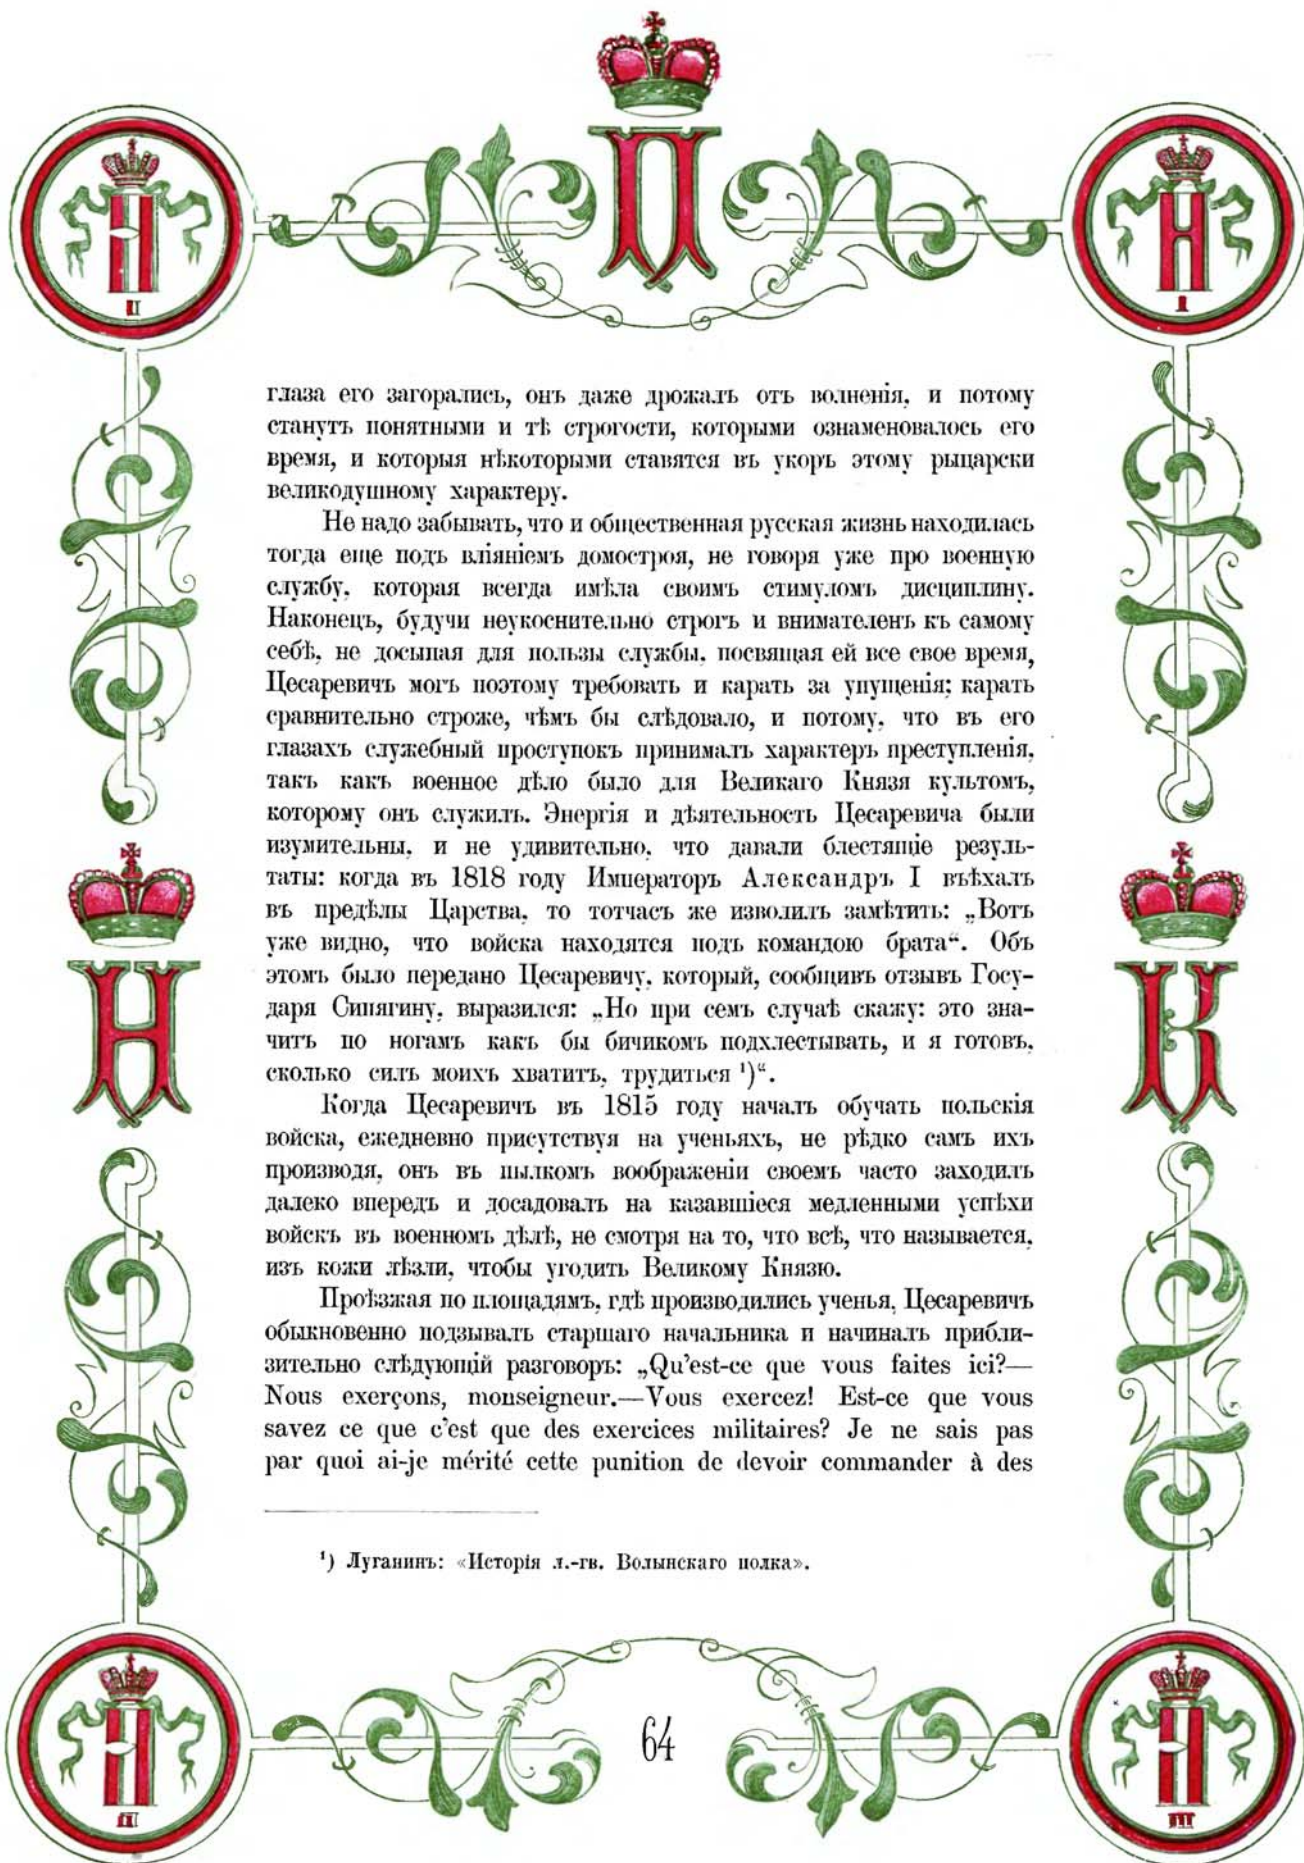 П
II
I
глаза его загорались, онъ даже дрожалъ отъ волненія, и потому
станутъ понятными и тѣ строгости, которыми ознаменовалось его
время, и которыя нѣкоторыми ставятся въ укоръ этому рыцарски
великодушному характеру.
Не надо забывать, что и общественная русская жизнь находилась
тогда еще подъ вліяніемъ домостроя, не говоря уже про военную
службу, которая всегда имѣла своимъ стимуломъ дисциплину.
Наконецъ, будучи неукоснительно строгъ и внимателенъ къ самому
себѣ, не досыпая для пользы службы, посвящая ей все свое время,
Цесаревичъ могъ поэтому требовать и карать за упущенія; карать
сравнительно строже, чѣмъ бы слѣдовало, и потому, что въ его
глазахъ служебный проступокъ принималъ характеръ преступленія,
такъ какъ военное дѣло было для Великаго Князя культомъ,
которому онъ служилъ. Энергія и дѣятельность Цесаревича были
изумительны, и не удивительно, что давали блестящіе резуль-
таты: когда въ 1818 году Императоръ Александръ I въѣхалъ
въ предѣлы Царства, то тотчасъ же изволилъ замѣтить: „Вотъ
уже видно, что войска находятся подъ командою брата“. Объ
этомъ было передано Цесаревичу, который, сообщивъ отзывъ Госу-
даря Сипягину, выразился: „Но при семъ случаѣ скажу: это зна-
читъ по ногамъ какъ бы бичикомъ подхлестывать, и я готовъ,
сколько силъ моихъ хватитъ, трудиться ¹)“.
Н
К
Когда Цесаревичъ въ 1815 году началъ обучать польскія
войска, ежедневно присутствуя на ученьяхъ, не рѣдко самъ ихъ
производя, онъ въ пылкомъ воображеніи своемъ часто заходилъ
далеко впередъ и досадовалъ на казавшіеся медленными успѣхи
войскъ въ военномъ дѣлѣ, не смотря на то, что всѣ, что называется,
изъ кожи лѣзли, чтобы угодить Великому Князю.
Проѣзжая по площадямъ, гдѣ производились ученья, Цесаревичъ
обыкновенно подзывалъ старшаго начальника и начиналъ прибли-
зительно слѣдующій разговоръ: „Qu'est-ce que vous faites ici?—
Nous exerçons, monseigneur.—Vous exercez! Est-ce que vous
savez ce que c'est que des exercices militaires? Je ne sais pas
par quoi ai-je mérité cette punition de devoir commander à des
¹) Луганинъ: «Исторія л.-гв. Волынскаго полка».
64
III